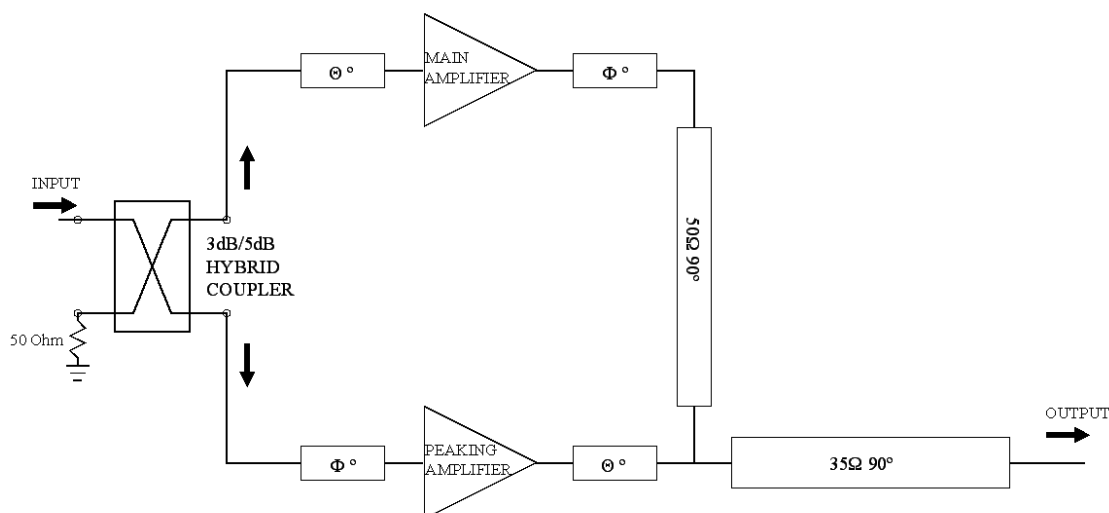 Θ °
MAIN
AMPLIFIER
Φ °
INPUT
3dB/5dB
HYBRID
COUPLER
50 Ohm
50Ω 90°
Φ °
PEAKING
AMPLIFIER
Θ °
35Ω 90°
OUTPUT